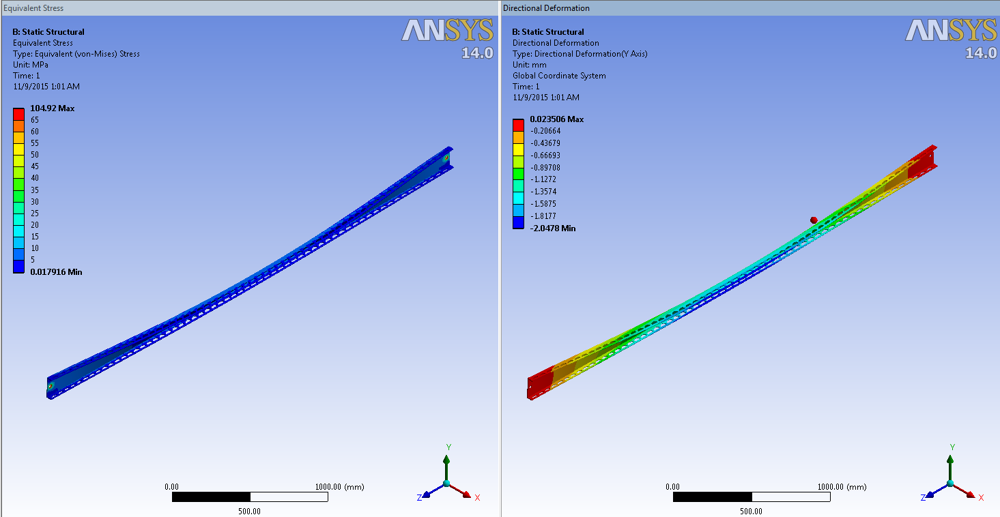 Equivalent Stress
B: Static Structural
Equivalent Stress
Type: Equivalent (von-Mises) Stress
Unit: MPa
Time: 1
11/9/2015 1:01 AM
ANSYS
14.0
104.92 Max
65
60
55
50
45
40
35
30
25
20
15
10
5
0.017916 Min
0.00
1000.00 (mm)
500.00
Y
Z
X
Directional Deformation
B: Static Structural
Directional Deformation
Type: Directional Deformation(Y Axis)
Unit: mm
Global Coordinate System
Time: 1
11/9/2015 1:01 AM
ANSYS
14.0
0.023506 Max
-0.20664
-0.43679
-0.66693
-0.89708
-1.1272
-1.3574
-1.5875
-1.8177
-2.0478 Min
0.00
1000.00 (mm)
500.00
Y
Z
X